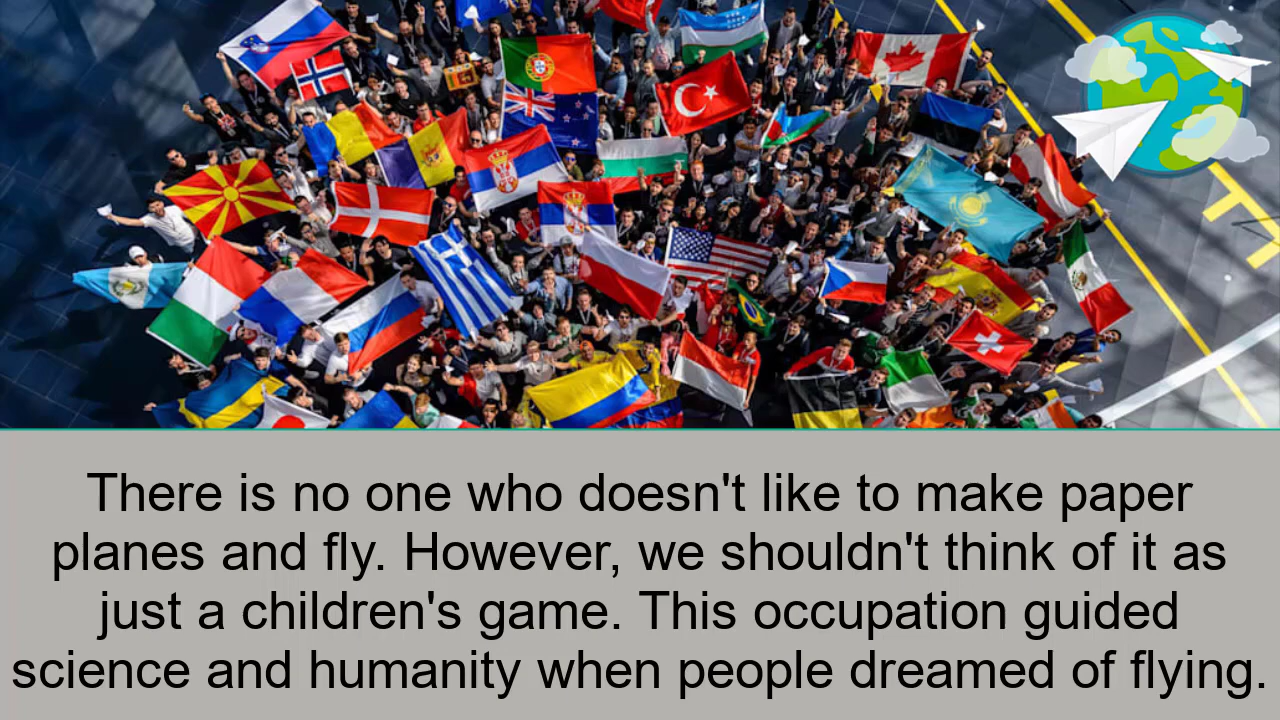 There is no one who doesn't like to make paper
planes and fly. However, we shouldn't think of it as
just a children's game. This occupation guided
science and humanity when people dreamed of flying.